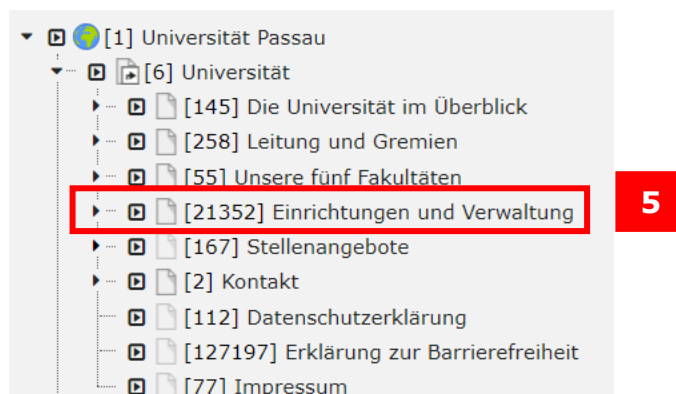 [1] Universität Passau
[6] Universität
[145] Die Universität im Überblick
[258] Leitung und Gremien
[55] Unsere fünf Fakultäten
[21352] Einrichtungen und Verwaltung
5
[167] Stellenangebote
[2] Kontakt
[112] Datenschutzerklärung
[127197] Erklärung zur Barrierefreiheit
[77] Impressum